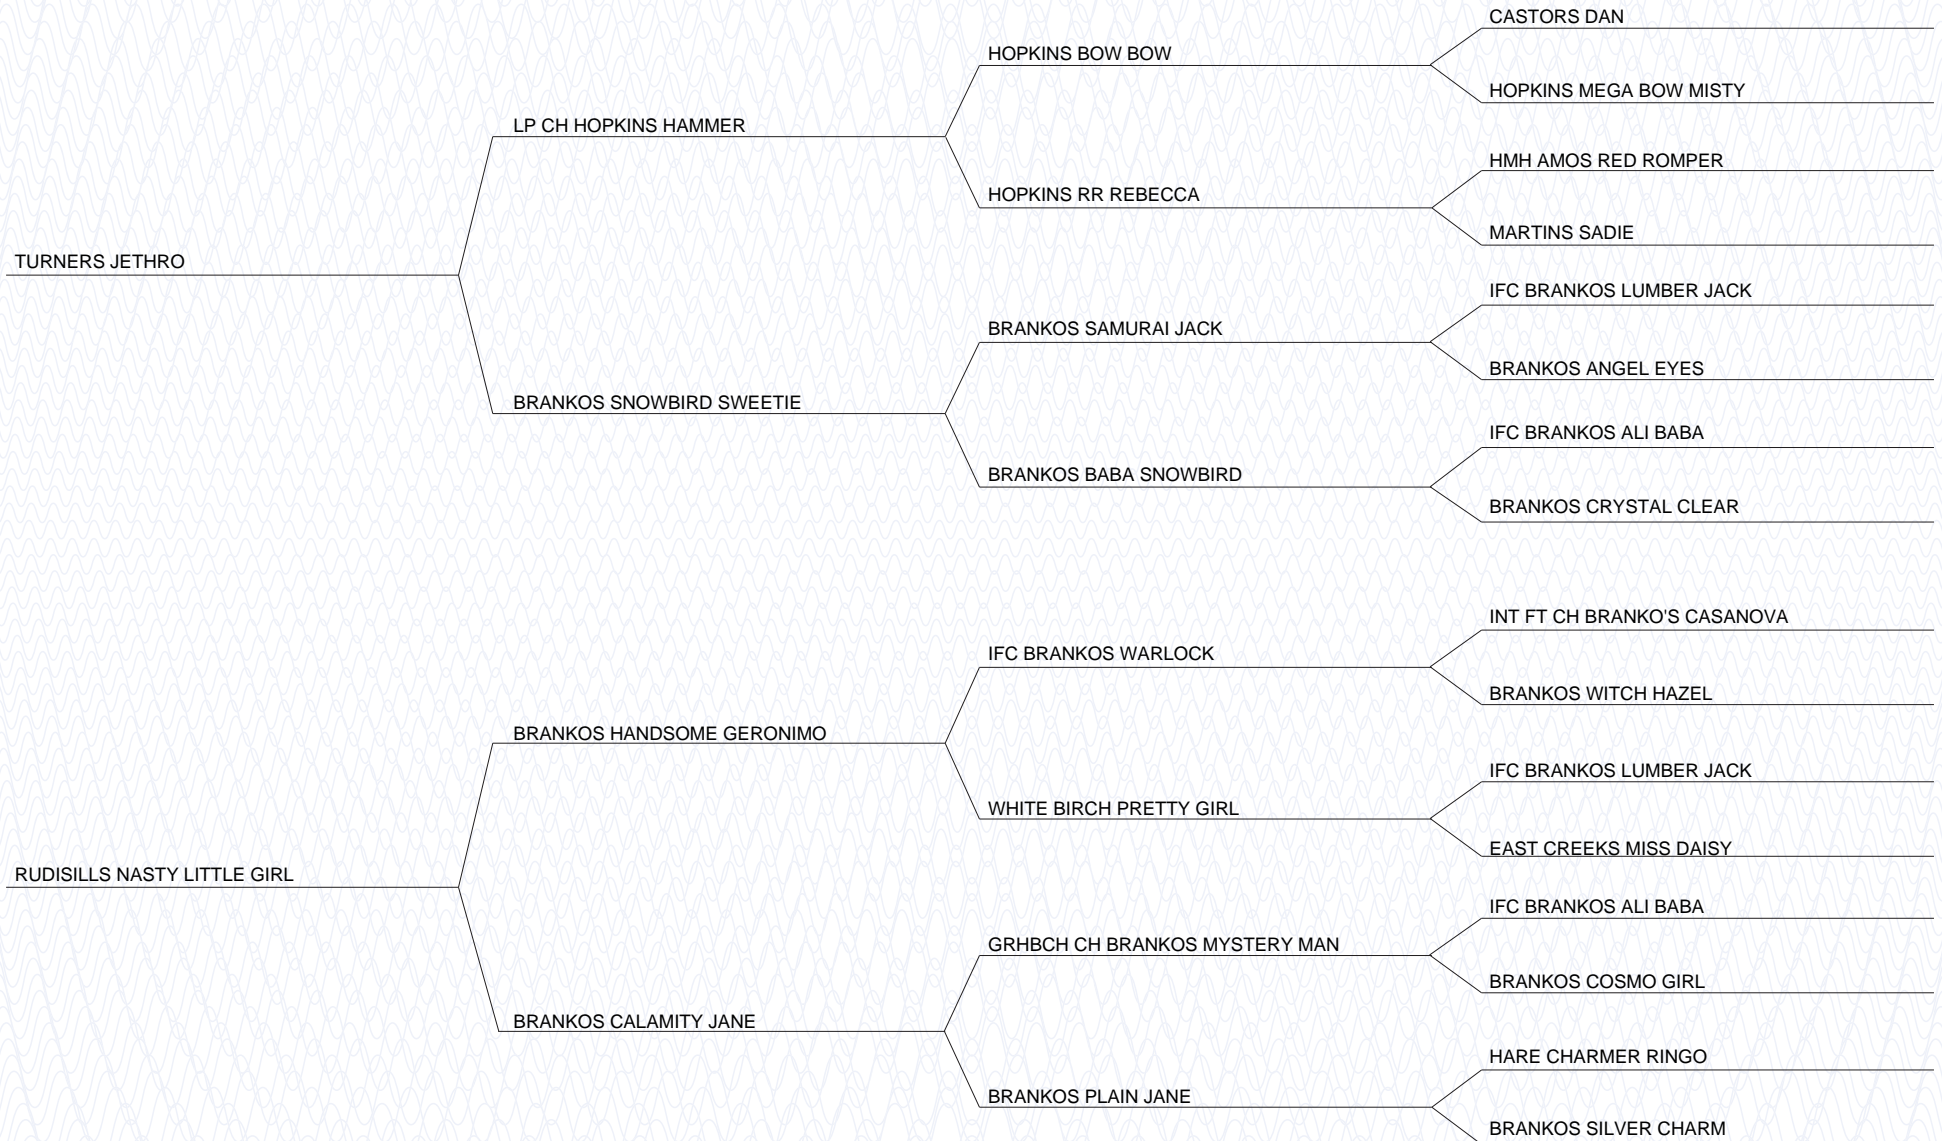 CASTORS DAN
HOPKINS BOW BOW
HOPKINS MEGA BOW MISTY
LP CH HOPKINS HAMMER
HMH AMOS RED ROMPER
HOPKINS RR REBECCA
MARTINS SADIE
TURNERS JETHRO
IFC BRANKOS LUMBER JACK
BRANKOS SAMURAI JACK
BRANKOS ANGEL EYES
BRANKOS SNOWBIRD SWEETIE
IFC BRANKOS ALI BABA
BRANKOS BABA SNOWBIRD
BRANKOS CRYSTAL CLEAR
INT FT CH BRANKO'S CASANOVA
IFC BRANKOS WARLOCK
BRANKOS WITCH HAZEL
BRANKOS HANDSOME GERONIMO
IFC BRANKOS LUMBER JACK
WHITE BIRCH PRETTY GIRL
EAST CREEKS MISS DAISY
RUDISILLS NASTY LITTLE GIRL
IFC BRANKOS ALI BABA
GRHBCH CH BRANKOS MYSTERY MAN
BRANKOS COSMO GIRL
BRANKOS CALAMITY JANE
HARE CHARMER RINGO
BRANKOS PLAIN JANE
BRANKOS SILVER CHARM